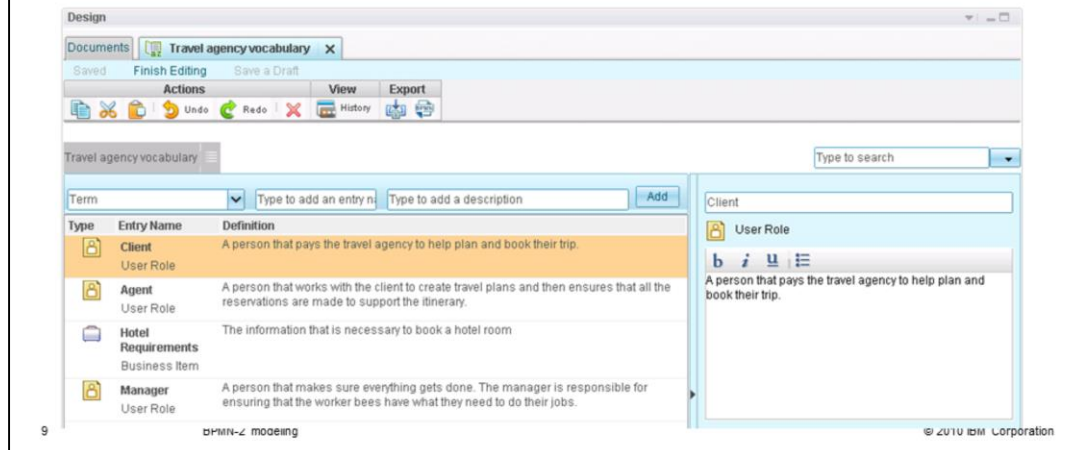 Design
Documents Travel agency vocabulary X
Saved Finish Editing Save a Draft
Actions View Export
Undo Redo History
Travel agency vocabulary Type to search
Term Type to add an entry n Type to add a description Add
Type Entry Name Definition
Client A person that pays the travel agency to help plan and book their trip.
User Role
Agent A person that works with the client to create travel plans and then ensures that all the
User Role reservations are made to support the itinerary.
Hotel The information that is necessary to book a hotel room
Requirements
Business Item
Manager A person that makes sure everything gets done. The manager is responsible for
User Role ensuring that the worker bees have what they need to do their jobs.
Client
User Role
b i u
A person that pays the travel agency to help plan and
book their trip.
9 BPMN-2 modeling © 2010 IBM Corporation